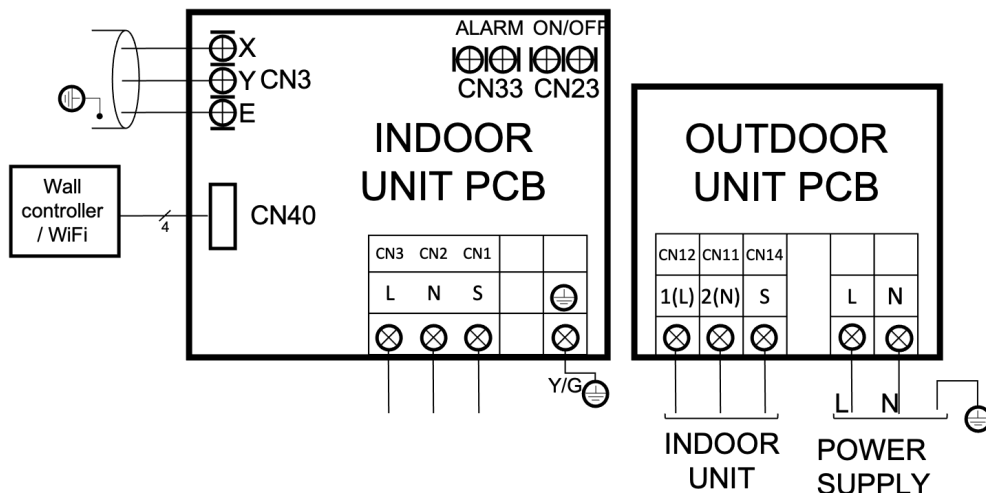 ALARM ON/OFF
X
Y CN3
E
CN33 CN23
INDOOR
UNIT PCB
Wall
controller
/ WiFi
4
CN40
CN3 CN2 CN1
L N S
Y/G
OUTDOOR
UNIT PCB
CN12 CN11 CN14
1(L) 2(N) S L N
L N
INDOOR
UNIT
POWER
SUPPLY